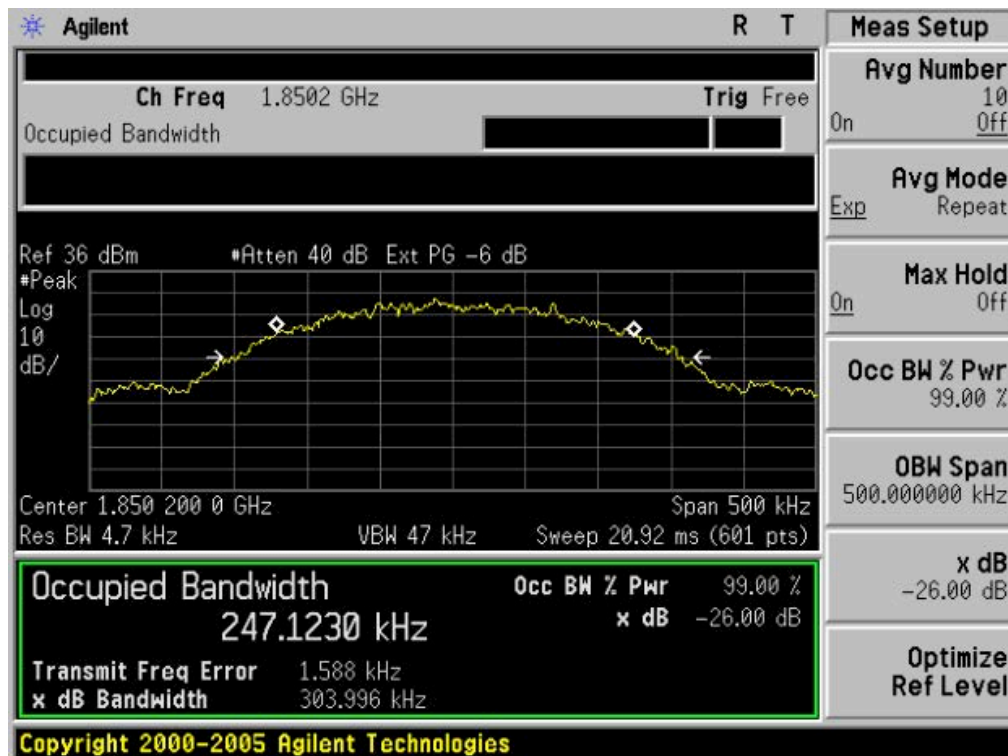 Agilent R T
Ch Freq 1.8502 GHz Trig Free
Occupied Bandwidth
Ref 36 dBm #Atten 40 dB Ext PG -6 dB
#Peak
Log
10
dB/
Center 1.850 200 0 GHz Span 500 kHz
Res BW 4.7 kHz VBW 47 kHz Sweep 20.92 ms (601 pts)
Occupied Bandwidth Occ BW % Pwr 99.00 %
247.1230 kHz x dB -26.00 dB
Transmit Freq Error 1.588 kHz
x dB Bandwidth 303.996 kHz
Copyright 2000-2005 Agilent Technologies
Meas Setup
Avg Number
10
On Off
Avg Mode
Exp Repeat
Max Hold
On Off
Occ BW % Pwr
99.00 %
OBW Span
500.000000 kHz
x dB
-26.00 dB
Optimize
Ref Level